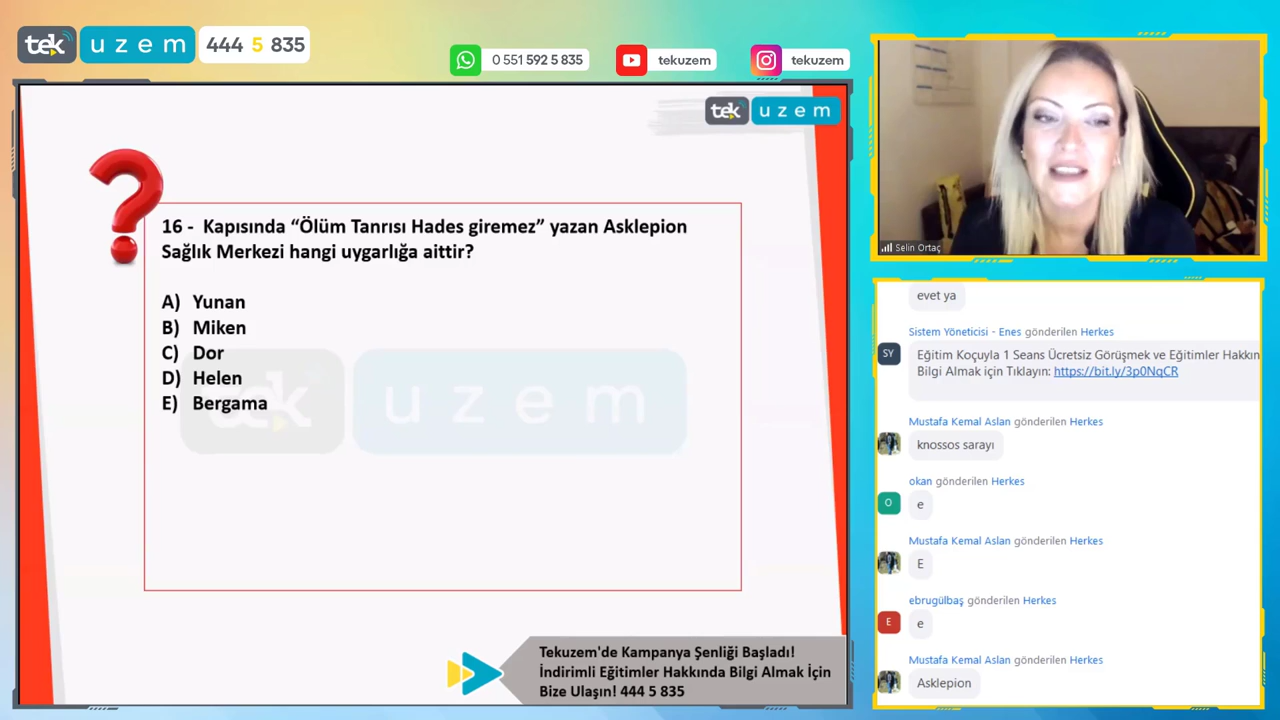 tek uzem 444 5 835
0 551 592 5 835
tekuzem
tekuzem
tek uzem
16 - Kapısında “Ölüm Tanrısı Hades giremez” yazan Asklepion
Sağlık Merkezi hangi uygarlığa aittir?
A) Yunan
B) Miken
C) Dor
D) Helen
E) Bergama
tek uzem
Tekuzem'de Kampanya Şenliği Başladı!
İndirimli Eğitimler Hakkında Bilgi Almak İçin
Bize Ulaşın! 444 5 835
Selin Ortaç
evet ya
Sistem Yöneticisi - Enes gönderilen Herkes
SY
Eğitim Koçuyla 1 Seans Ücretsiz Görüşmek ve Eğitimler Hakkın
Bilgi Almak için Tıklayın: https://bit.ly/3p0NqCR
Mustafa Kemal Aslan gönderilen Herkes
knossos sarayı
okan gönderilen Herkes
O
e
Mustafa Kemal Aslan gönderilen Herkes
E
ebrugülbaş gönderilen Herkes
E
e
Mustafa Kemal Aslan gönderilen Herkes
Asklepion